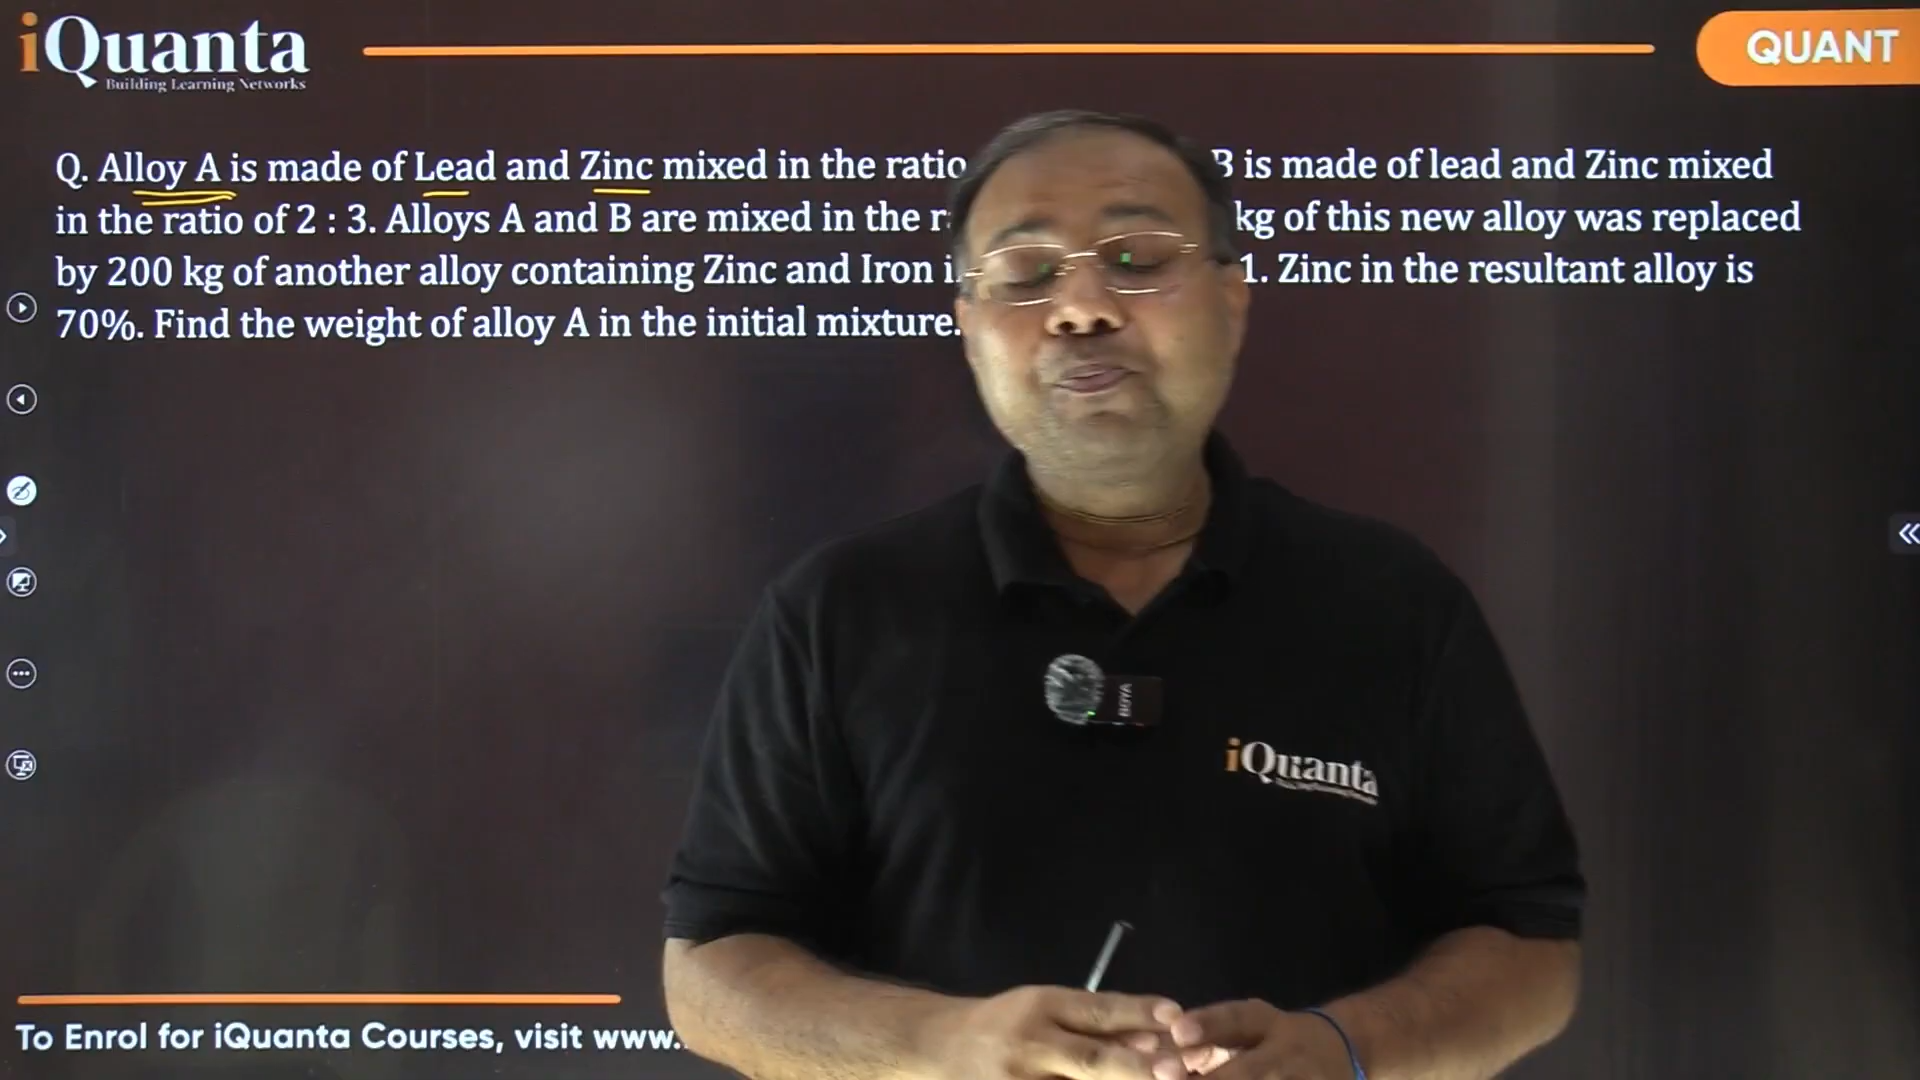 iQuanta
Building Learning Networks
QUANT
Q. Alloy A is made of Lead and Zinc mixed in the ratio B is made of lead and Zinc mixed
in the ratio of 2 : 3. Alloys A and B are mixed in the kg of this new alloy was replaced
by 200 kg of another alloy containing Zinc and Iron 1. Zinc in the resultant alloy is
70%. Find the weight of alloy A in the initial mixture.
BOYA
iQuanta
To Enrol for iQuanta Courses, visit www.